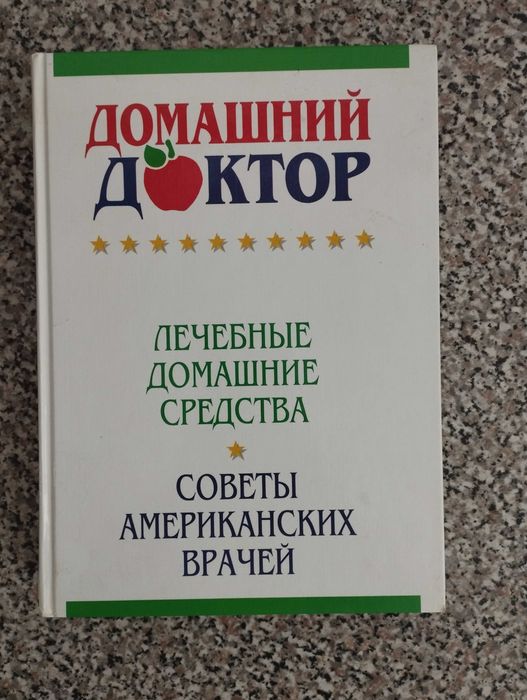 ДОМАШНИЙ
ДОКТОР
ЛЕЧЕБНЫЕ
ДОМАШНИЕ
СРЕДСТВА
СОВЕТЫ
АМЕРИКАНСКИХ
ВРАЧЕЙ